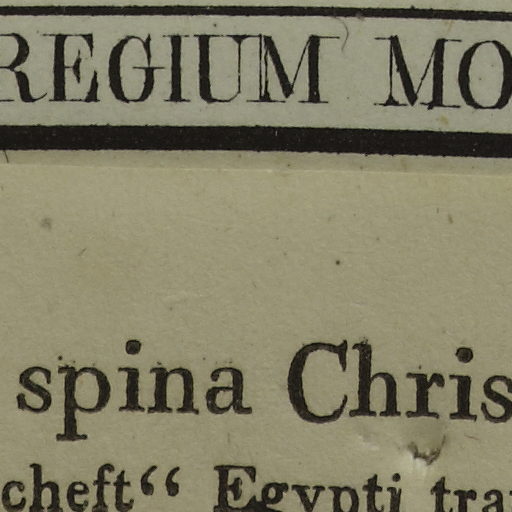 REGIUM MO
spina Chris
cheft“ Egypti tra